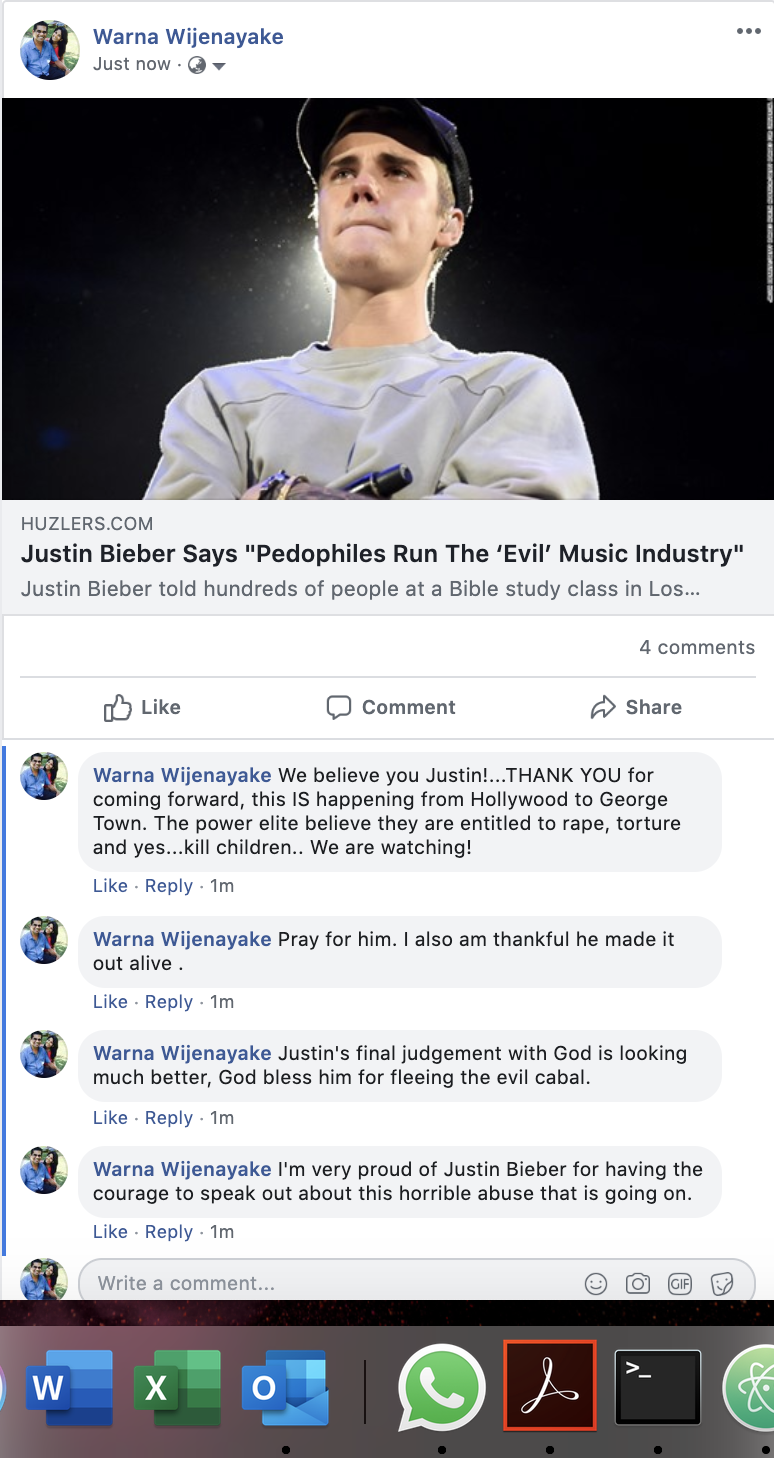 Warna Wijenayake
Just now ·
HUZLERS.COM
Justin Bieber Says "Pedophiles Run The ‘Evil’ Music Industry"
Justin Bieber told hundreds of people at a Bible study class in Los...
4 comments
Like Comment Share
Warna Wijenayake We believe you Justin!...THANK YOU for
coming forward, this IS happening from Hollywood to George
Town. The power elite believe they are entitled to rape, torture
and yes...kill children.. We are watching!
Like · Reply · 1m
Warna Wijenayake Pray for him. I also am thankful he made it
out alive .
Like · Reply · 1m
Warna Wijenayake Justin's final judgement with God is looking
much better, God bless him for fleeing the evil cabal.
Like · Reply · 1m
Warna Wijenayake I'm very proud of Justin Bieber for having the
courage to speak out about this horrible abuse that is going on.
Like · Reply · 1m
Write a comment...
GIF
W X O >_